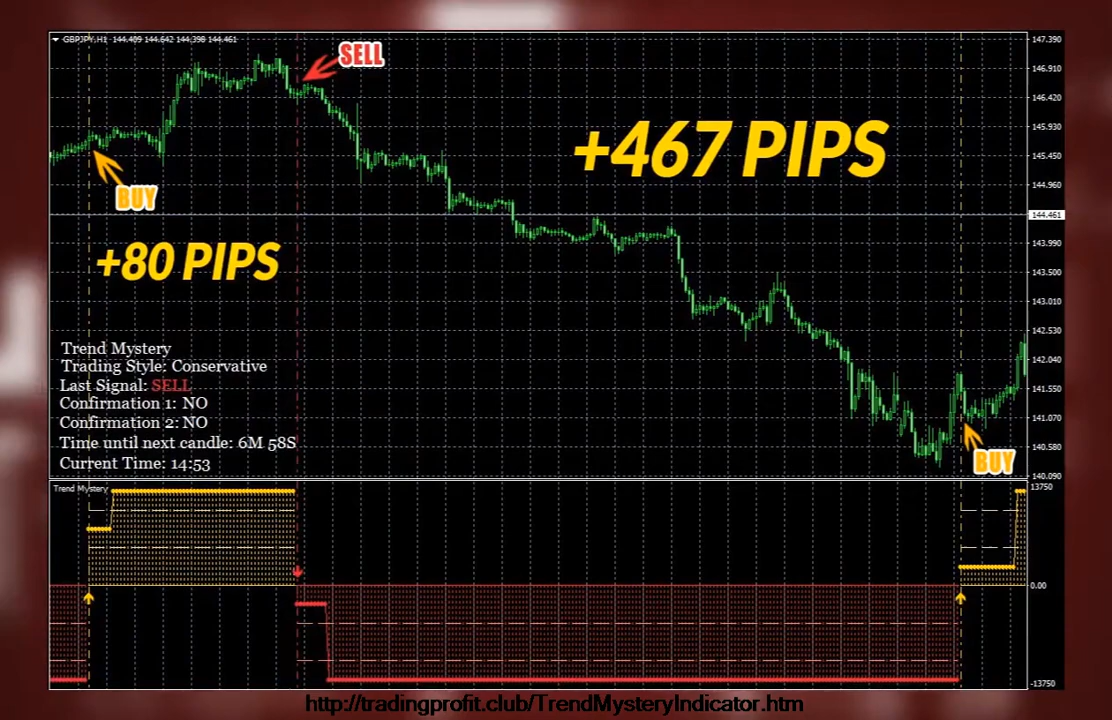 GBPJPY,H1 144.409 144.642 144.398 144.461
SELL
BUY
+80 PIPS
+467 PIPS
BUY
147.390
146.910
146.420
145.930
145.450
144.960
144.461
143.990
143.500
143.010
142.530
142.040
141.550
141.070
140.580
140.090
Trend Mystery
Trading Style: Conservative
Last Signal: SELL
Confirmation 1: NO
Confirmation 2: NO
Time until next candle: 6M 58S
Current Time: 14:53
Trend Mystery
13750
0.00
-13750
http://tradingprofit.club/TrendMysteryIndicator.htm